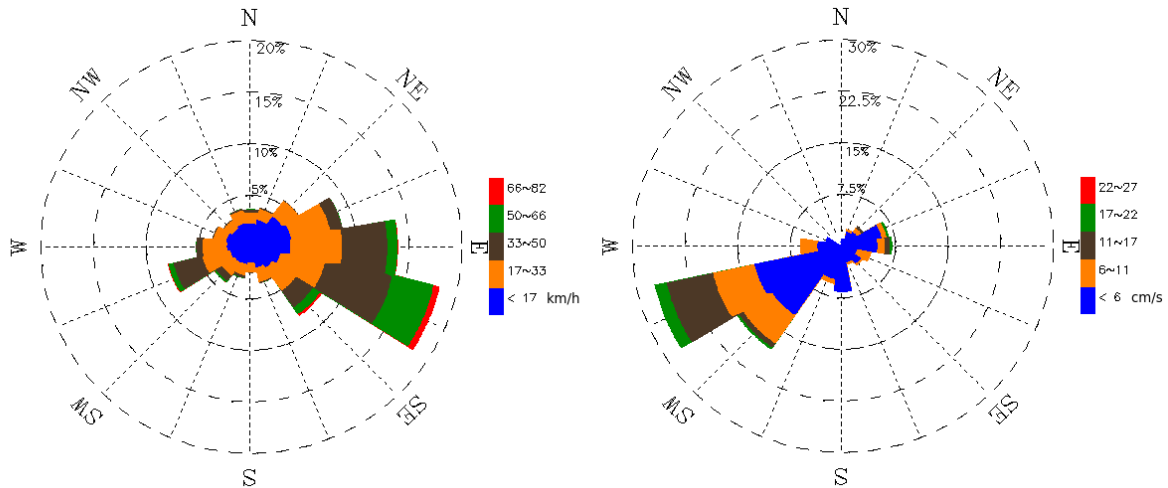 N
NE
E
SE
S
SW
W
NW
20%
15%
10%
5%
66~82
50~66
33~50
17~33
< 17 km/h
N
NE
E
SE
S
SW
W
NW
30%
22.5%
15%
7.5%
22~27
17~22
11~17
6~11
< 6 cm/s